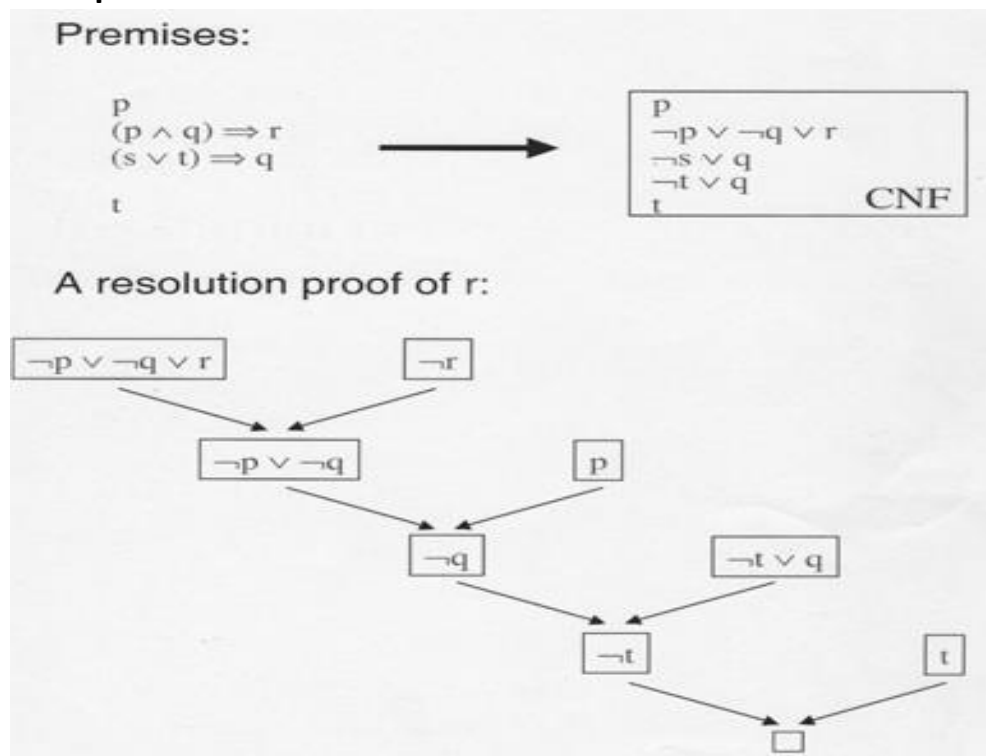 Premises:
p
(p ∧ q) ⟹ r
(s ∨ t) ⟹ q
t
p
¬p ∨ ¬q ∨ r
¬s ∨ q
¬t ∨ q
t
CNF
A resolution proof of r:
¬p ∨ ¬q ∨ r
¬r
¬p ∨ ¬q
p
¬q
¬t ∨ q
¬t
t